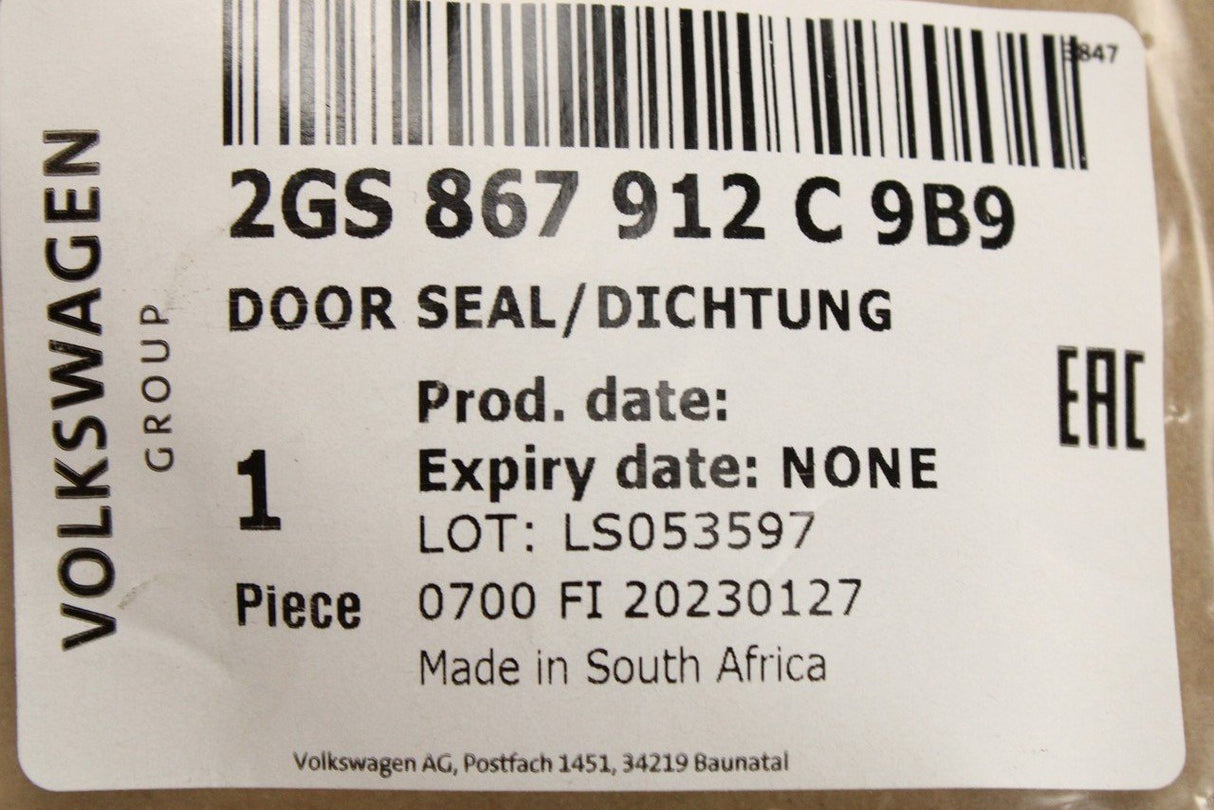 2GS 867 912 C 9B9
DOOR SEAL/DICHTUNG
VOLKSWAGEN
GROUP
Prod. date:
Expiry date: NONE
1
LOT: LS053597
Piece
0700 FI 20230127
Made in South Africa
EAC
Volkswagen AG, Postfach 1451, 34219 Baunatal